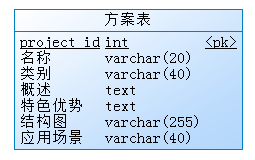 方案表
project_id int <pk>
名称 varchar(20)
类别 varchar(40)
概述 text
特色优势 text
结构图 varchar(255)
应用场景 varchar(40)